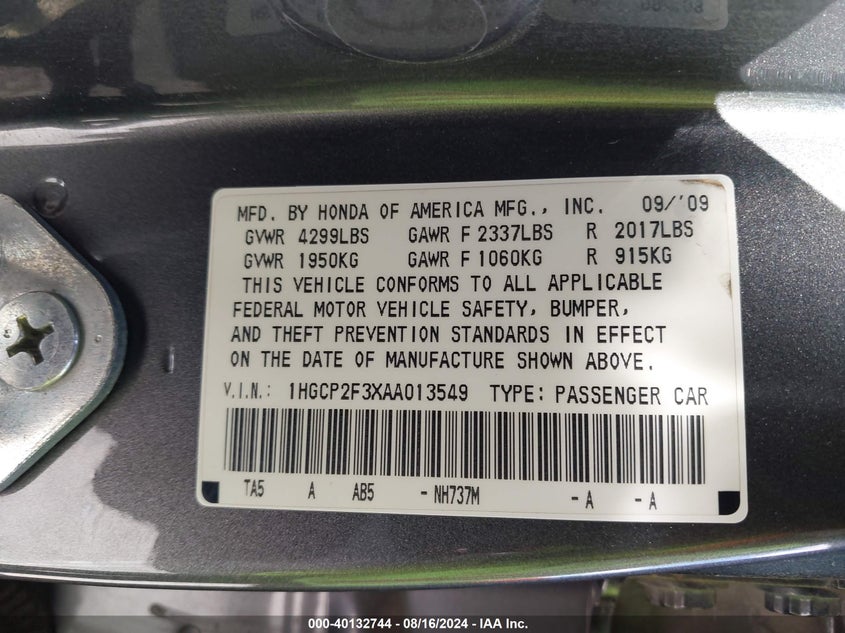 MFD. BY HONDA OF AMERICA MFG., INC. 09/'09
GVWR 4299LBS GAWR F 2337LBS R 2017LBS
GVWR 1950KG GAWR F 1060KG R 915KG
THIS VEHICLE CONFORMS TO ALL APPLICABLE
FEDERAL MOTOR VEHICLE SAFETY, BUMPER,
AND THEFT PREVENTION STANDARDS IN EFFECT
ON THE DATE OF MANUFACTURE SHOWN ABOVE.
V.I.N.: 1HGCP2F3XAA013549 TYPE: PASSENGER CAR
TA5 A AB5 - NH737M - A - A
000-40132744 - 08/16/2024 - IAA Inc.